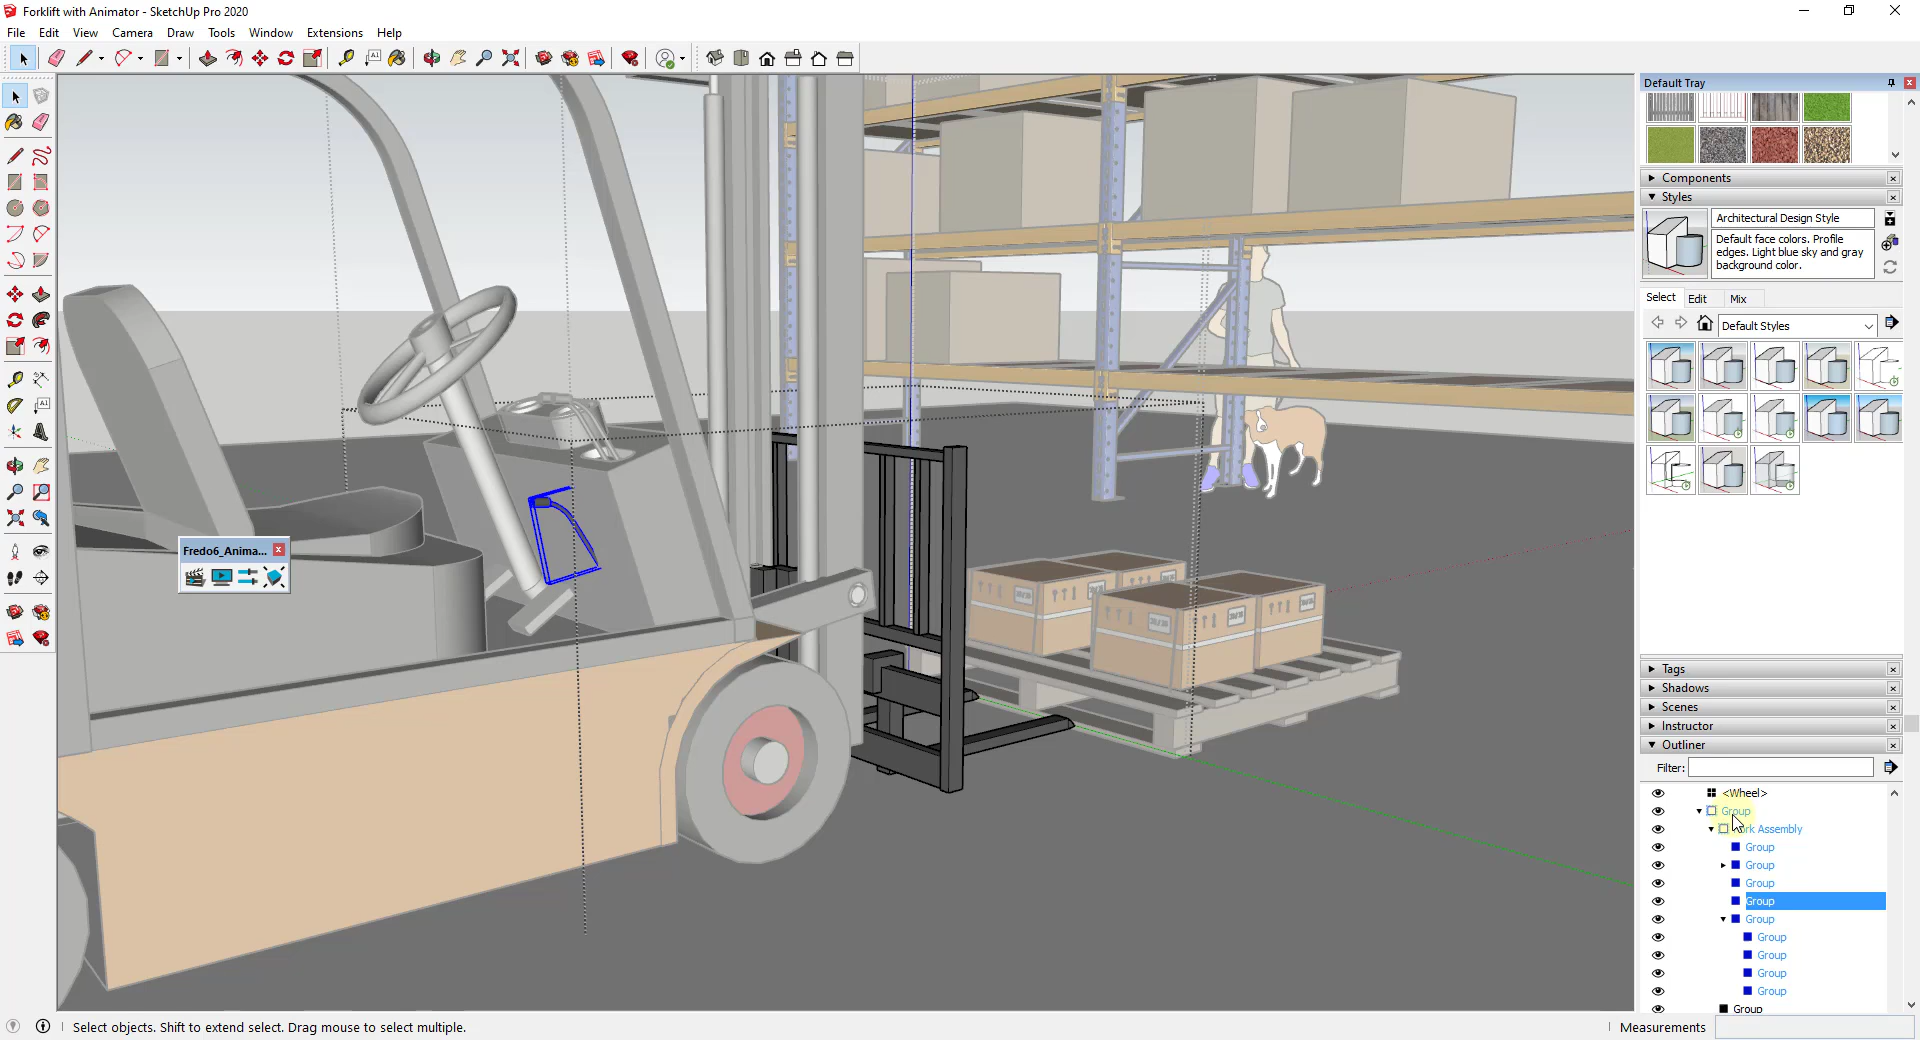 Forklift with Animator - SketchUp Pro 2020
File Edit View Camera Draw Tools Window Extensions Help
Default Tray
Components
Styles
Architectural Design Style
Default face colors. Profile
edges. Light blue sky and gray
background color.
Select Edit Mix
Default Styles
Fredo6_Anima...
Tags
Shadows
Scenes
Instructor
Outliner
Filter:
<Wheel>
Group
Assembly
Group
Group
Group
Group
Group
Group
Group
Group
Group
Group
Select objects. Shift to extend select. Drag mouse to select multiple.
Measurements